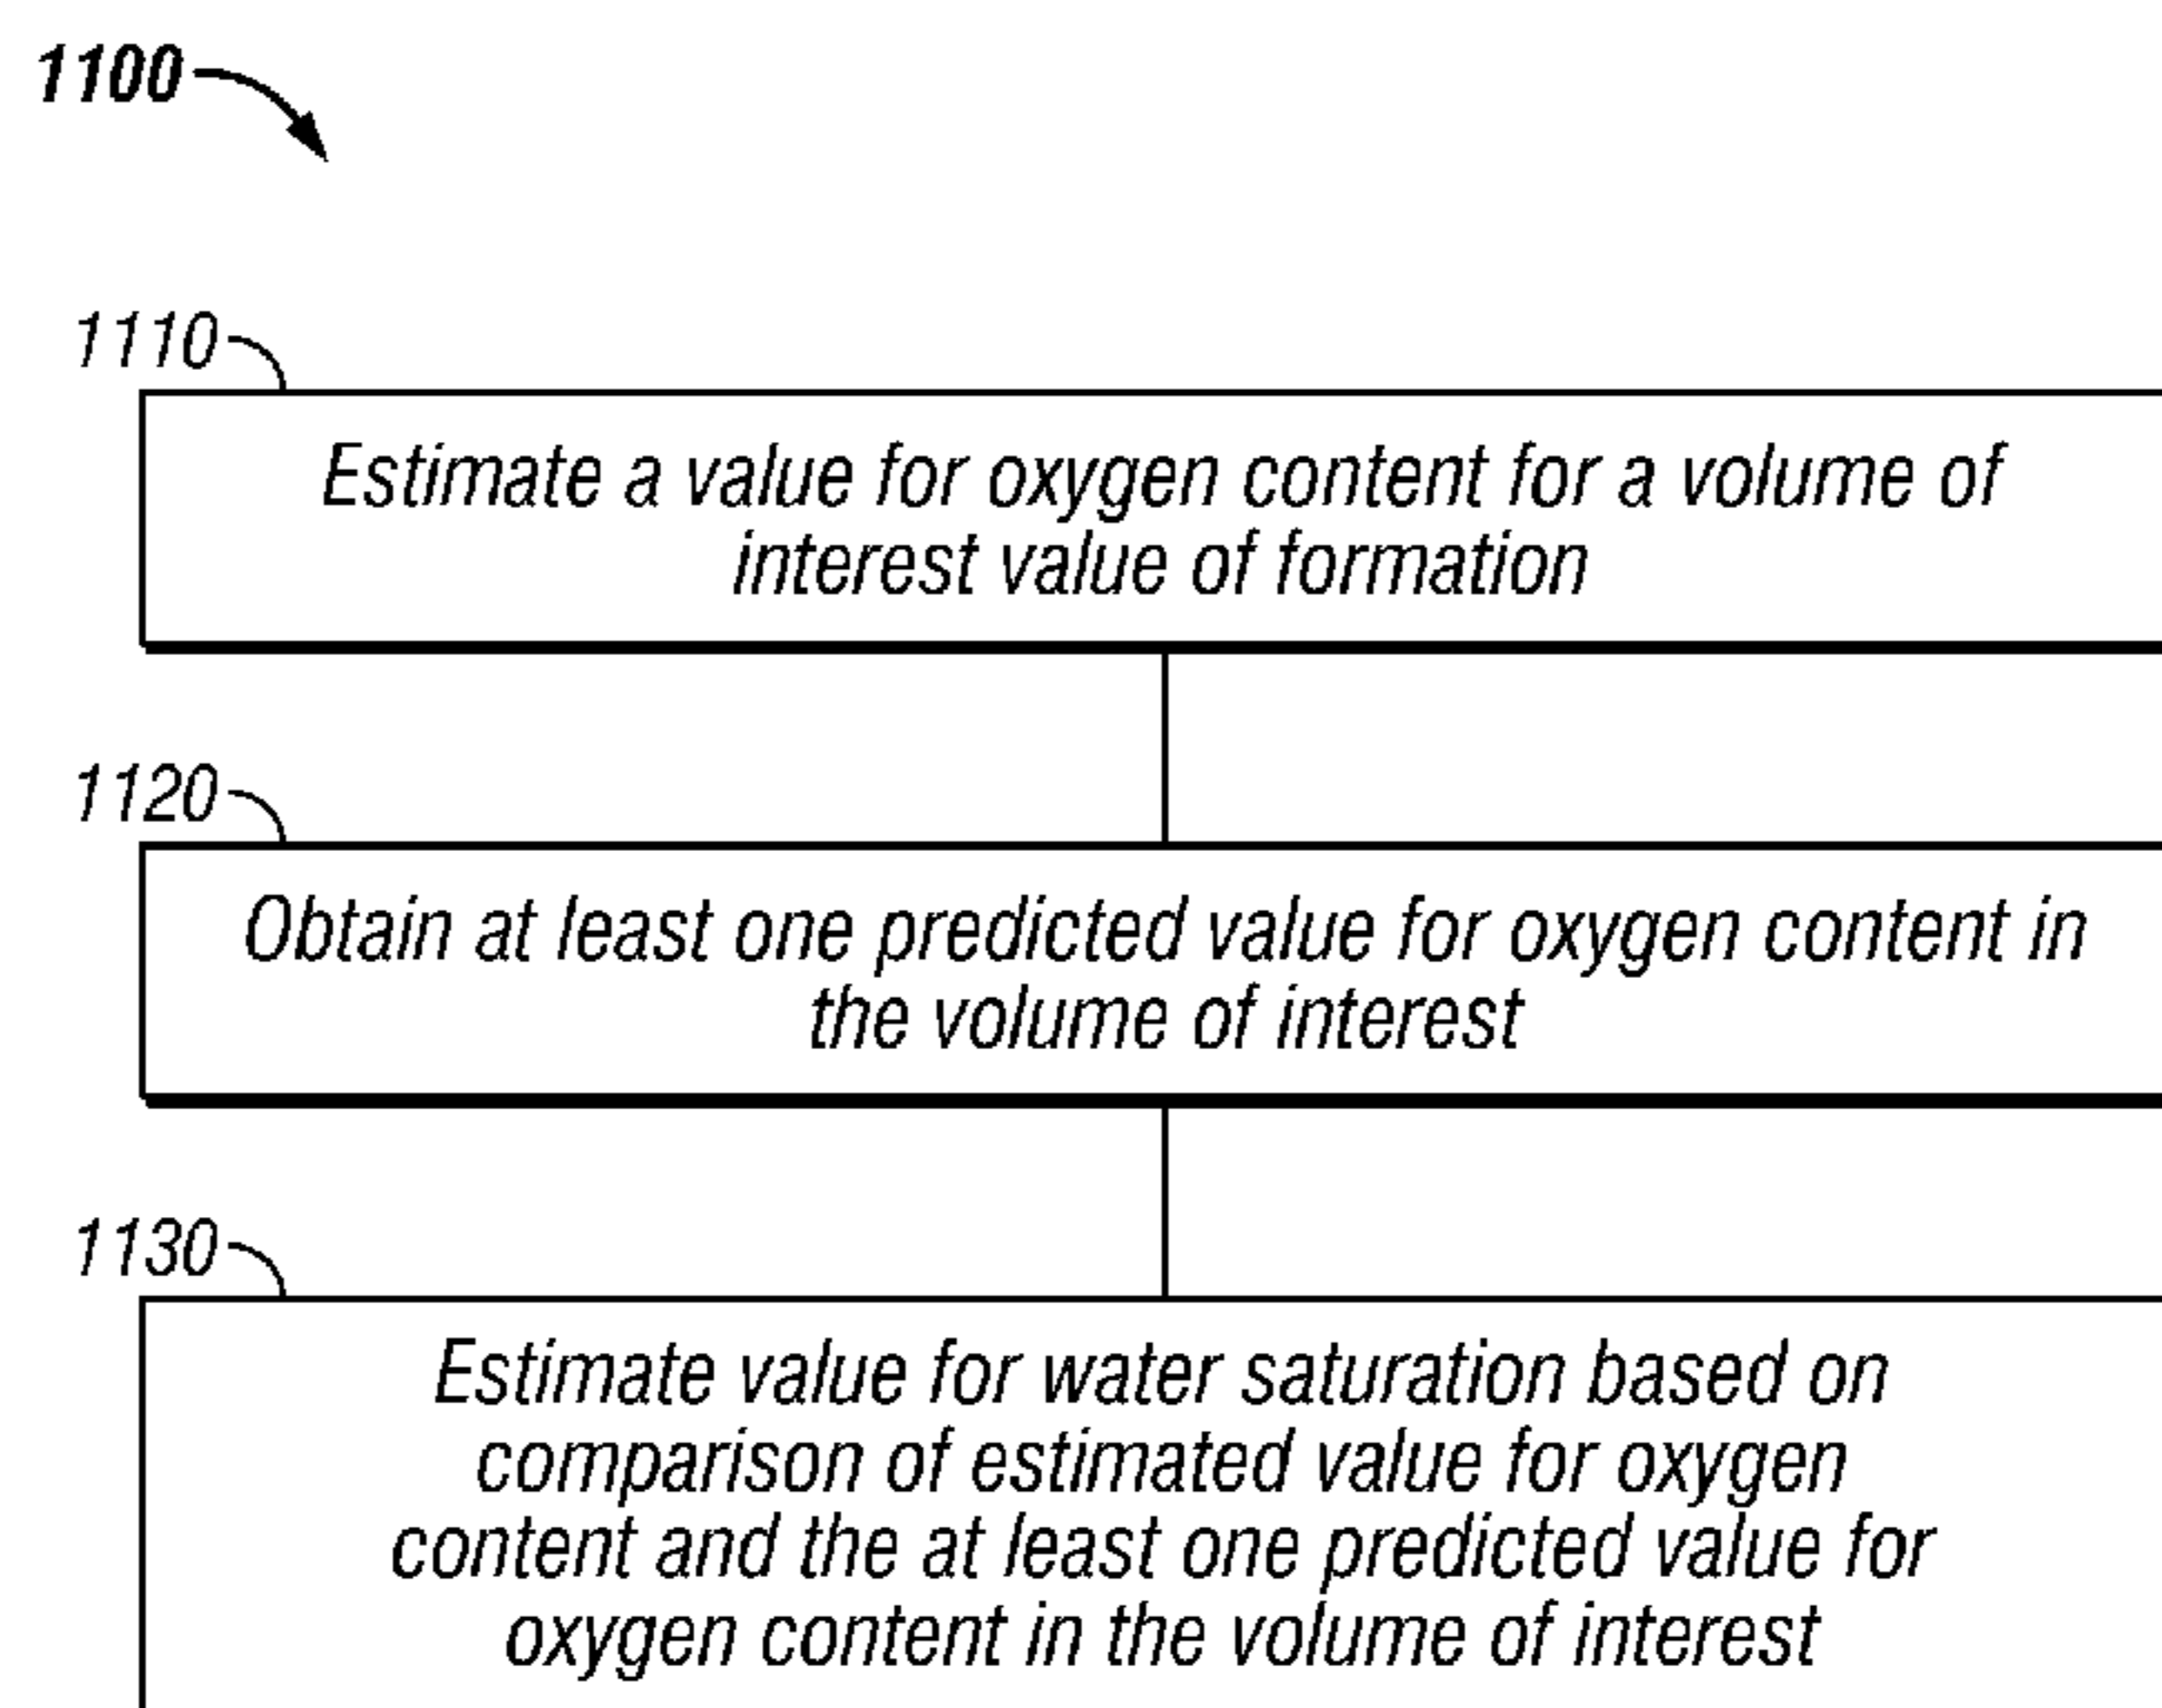 1100
1110
Estimate a value for oxygen content for a volume of
interest value of formation
1120
Obtain at least one predicted value for oxygen content in
the volume of interest
1130
Estimate value for water saturation based on
comparison of estimated value for oxygen
content and the at least one predicted value for
oxygen content in the volume of interest